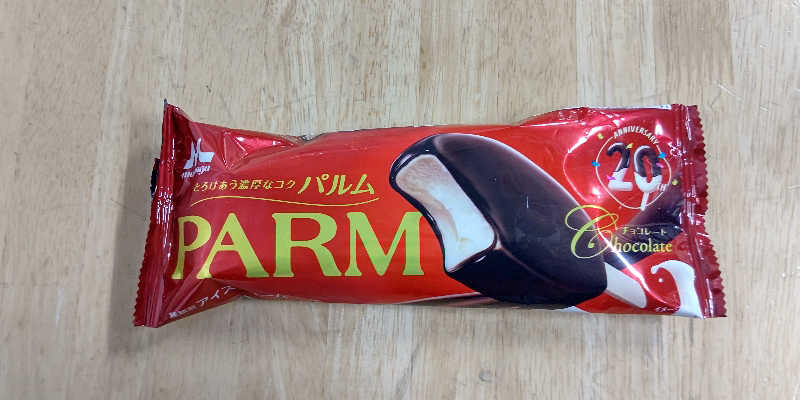 morinaga
とろけあう濃厚なコク パルム
PARM
ANNIVERSARY
20TH
チョコレート
Chocolate